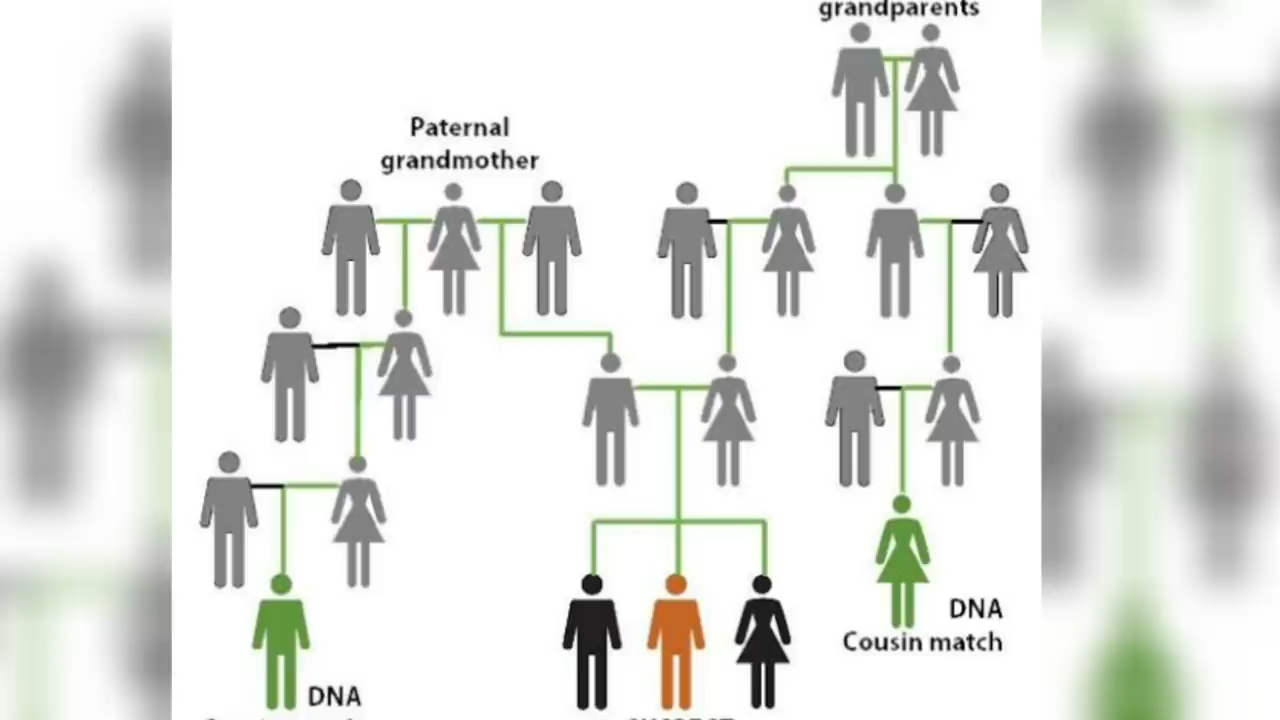 grandparents
Paternal
grandmother
DNA
Cousin match
DNA